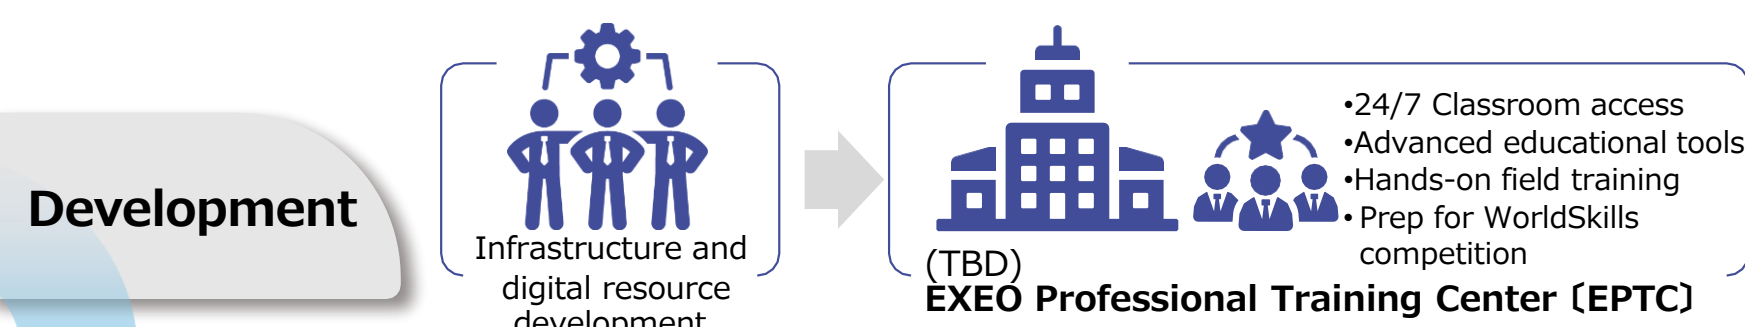 Development
Infrastructure and
digital resource
development
•24/7 Classroom access
•Advanced educational tools
•Hands-on field training
• Prep for WorldSkills
competition
(TBD)
EXEO Professional Training Center〔EPTC〕